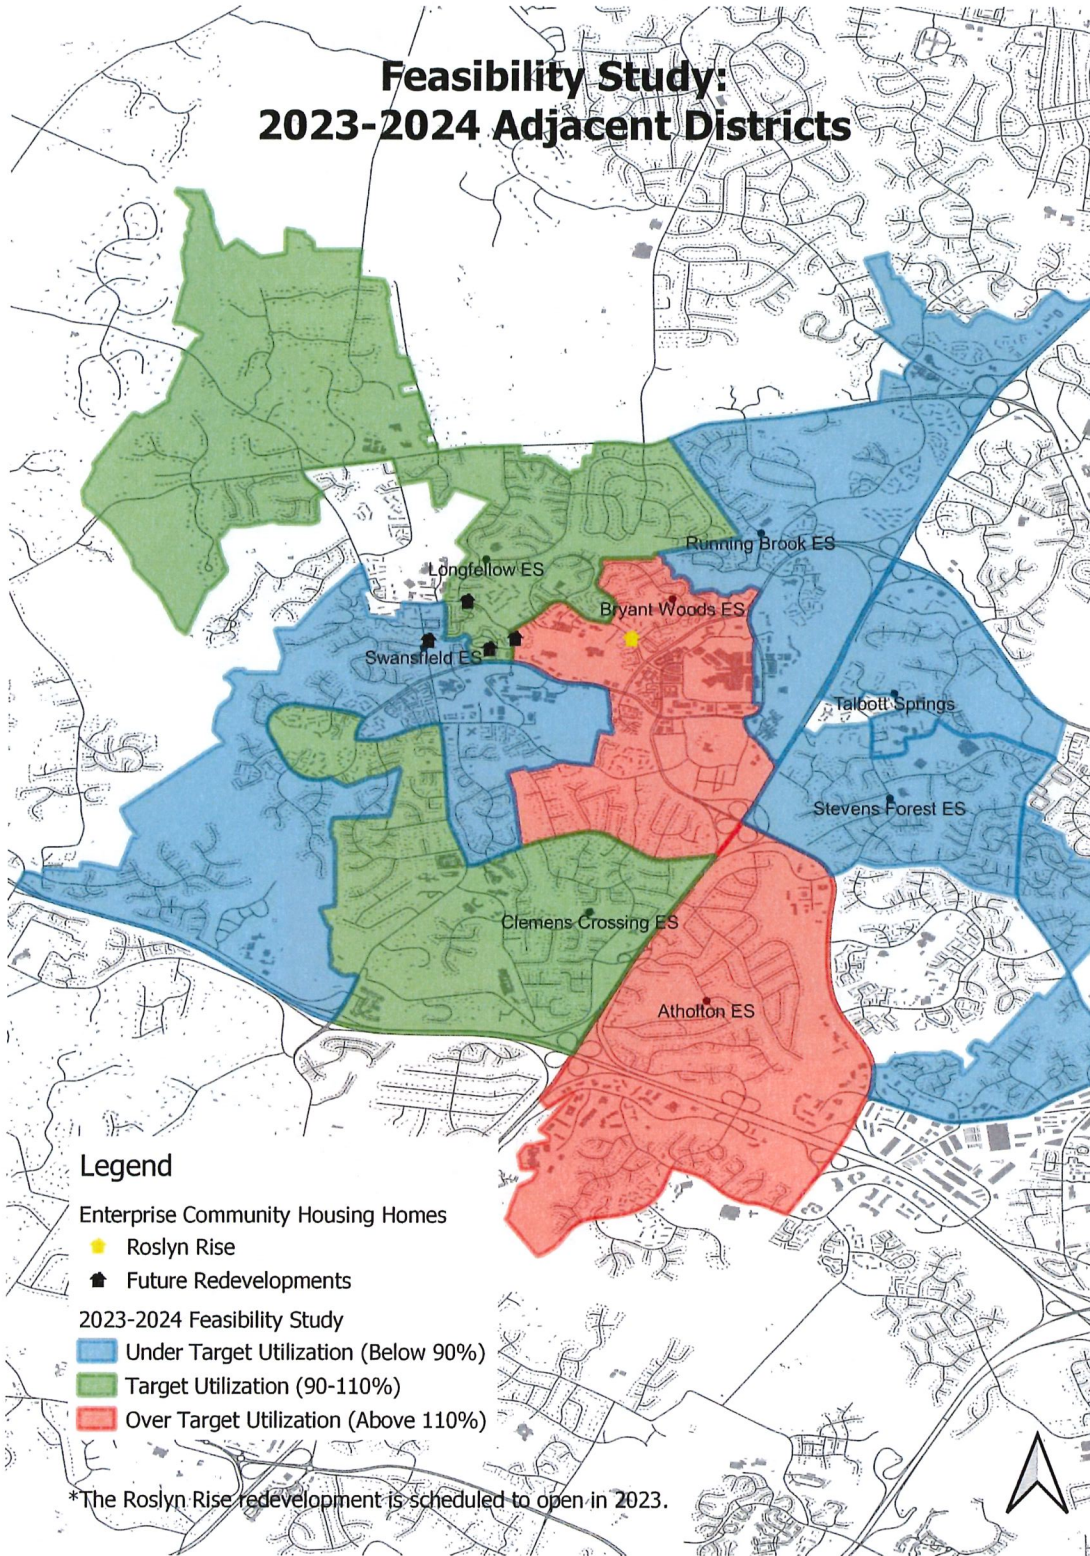 Feasibility Study:
2023-2024 Adjacent Districts
Running Brook ES
Longfellow ES
Bryant Woods ES
Swansfield ES
Talbott Springs
Stevens Forest ES
Clemens Crossing ES
Atholton ES
Legend
Enterprise Community Housing Homes
Roslyn Rise
Future Redevelopments
2023-2024 Feasibility Study
Under Target Utilization (Below 90%)
Target Utilization (90-110%)
Over Target Utilization (Above 110%)
*The Roslyn Rise redevelopment is scheduled to open in 2023.